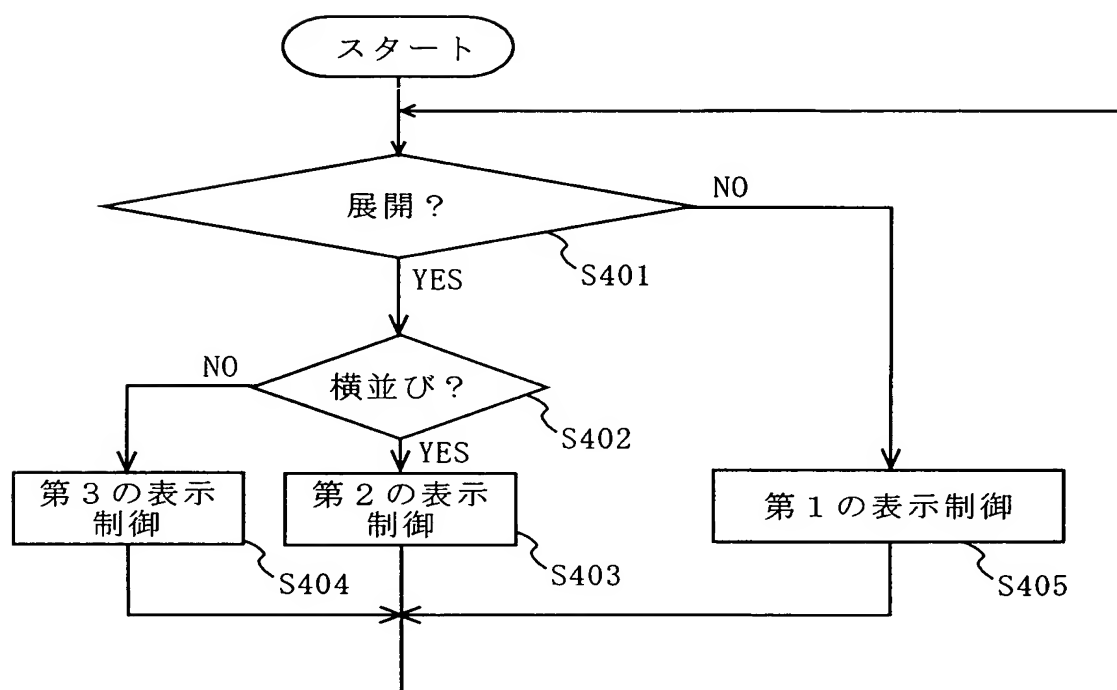 スタート
展開？
NO
S401
YES
横並び？
NO
S402
YES
第３の表示
制御
第２の表示
制御
第１の表示制御
S404
S403
S405